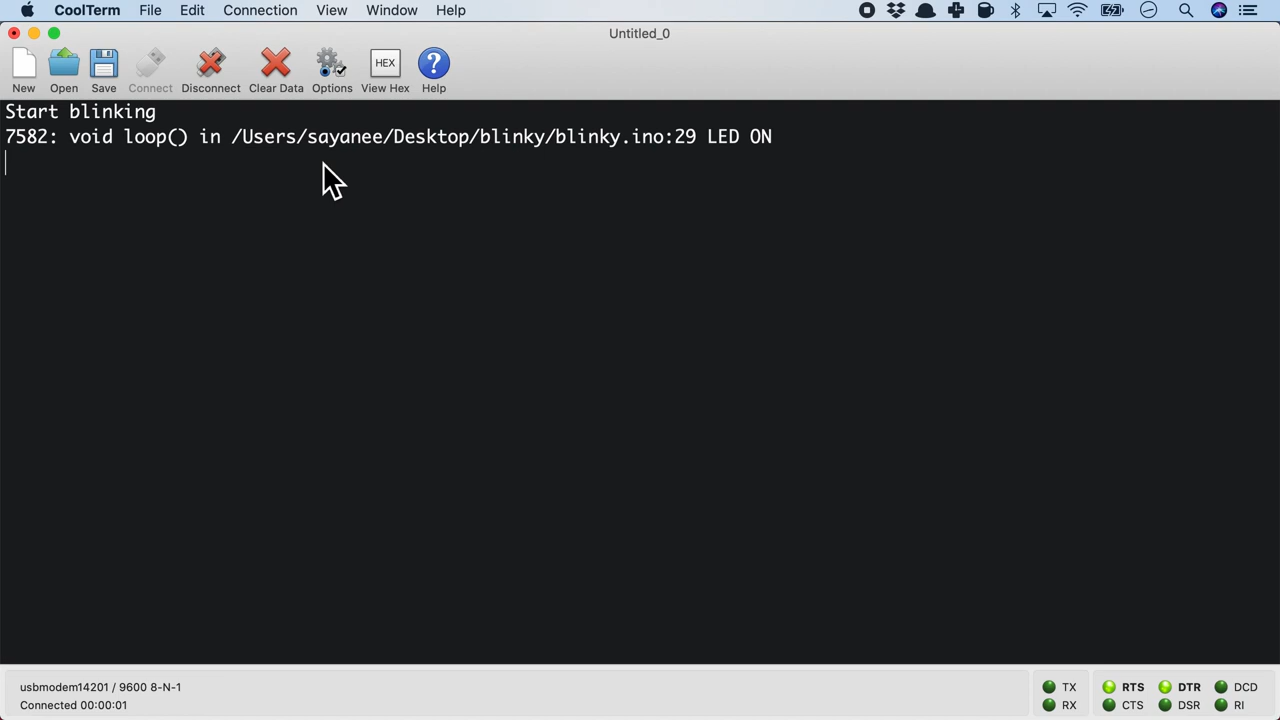 CoolTerm File Edit Connection View Window Help
Untitled_0
HEX
New Open Save Connect Disconnect Clear Data Options View Hex Help
Start blinking
7582: void loop() in /Users/sayanee/Desktop/blinky/blinky.ino:29 LED ON
usbmodem14201 / 9600 8-N-1
Connected 00:00:01
TX RTS DTR DCD
RX CTS DSR RI